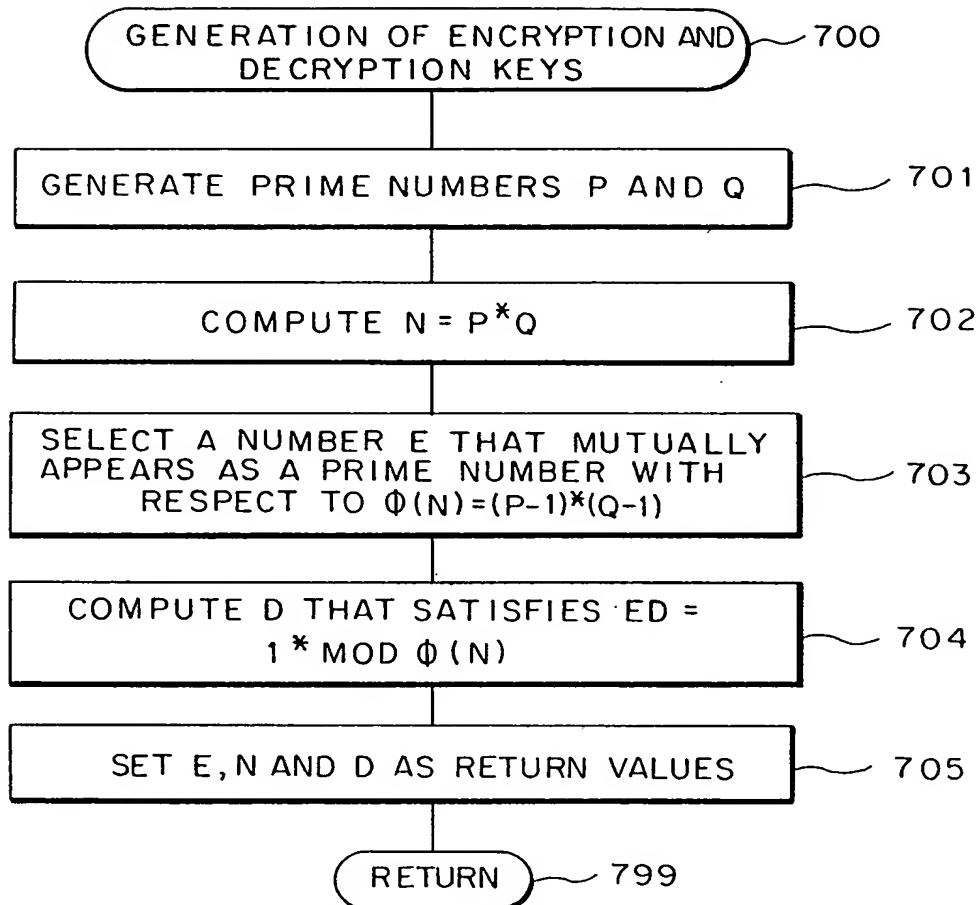 GENERATION OF ENCRYPTION AND
DECRYPTION KEYS
700
GENERATE PRIME NUMBERS P AND Q
701
COMPUTE N = P*Q
702
SELECT A NUMBER E THAT MUTUALLY
APPEARS AS A PRIME NUMBER WITH
RESPECT TO Φ(N)=(P-1)*(Q-1)
703
COMPUTE D THAT SATISFIES ED =
1* MOD Φ(N)
704
SET E, N AND D AS RETURN VALUES
705
RETURN
799